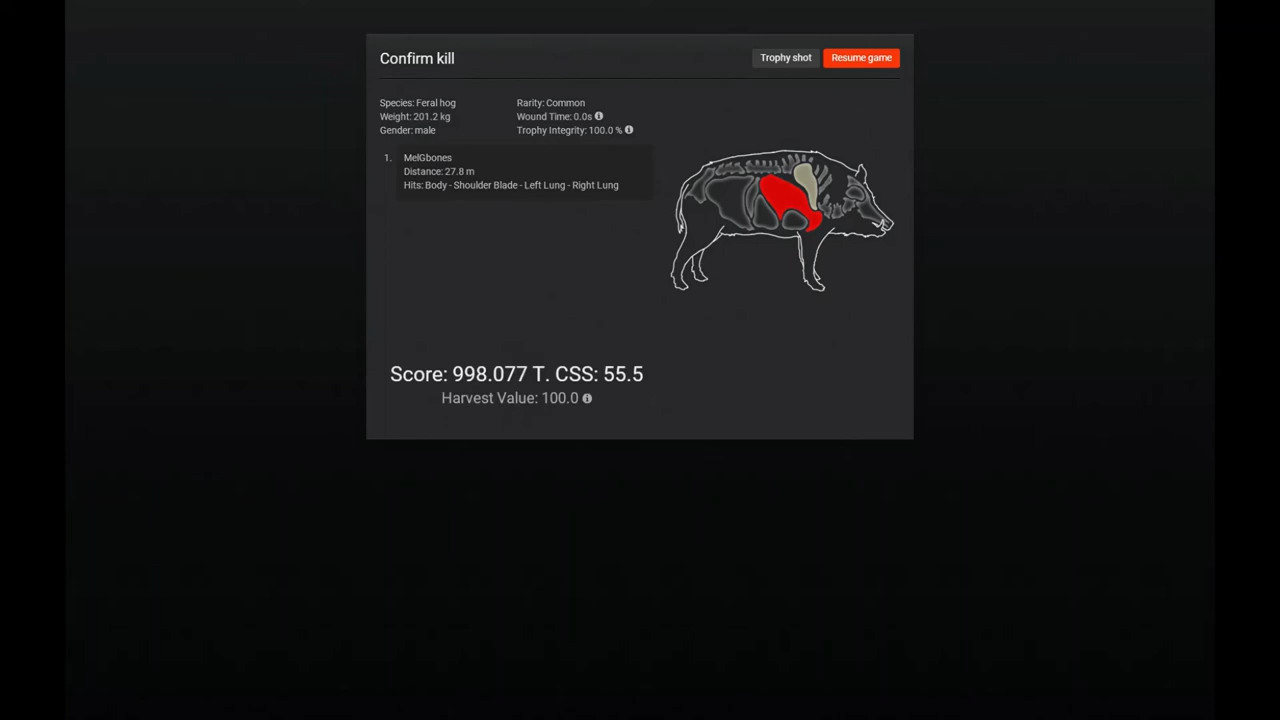 Confirm kill
Trophy shot
Resume game
Species: Feral hog
Rarity: Common
Weight: 201.2 kg
Wound Time: 0.0s
Gender: male
Trophy Integrity: 100.0 %
1. MelGbones
Distance: 27.8 m
Hits: Body - Shoulder Blade - Left Lung - Right Lung
Score: 998.077 T. CSS: 55.5
Harvest Value: 100.0